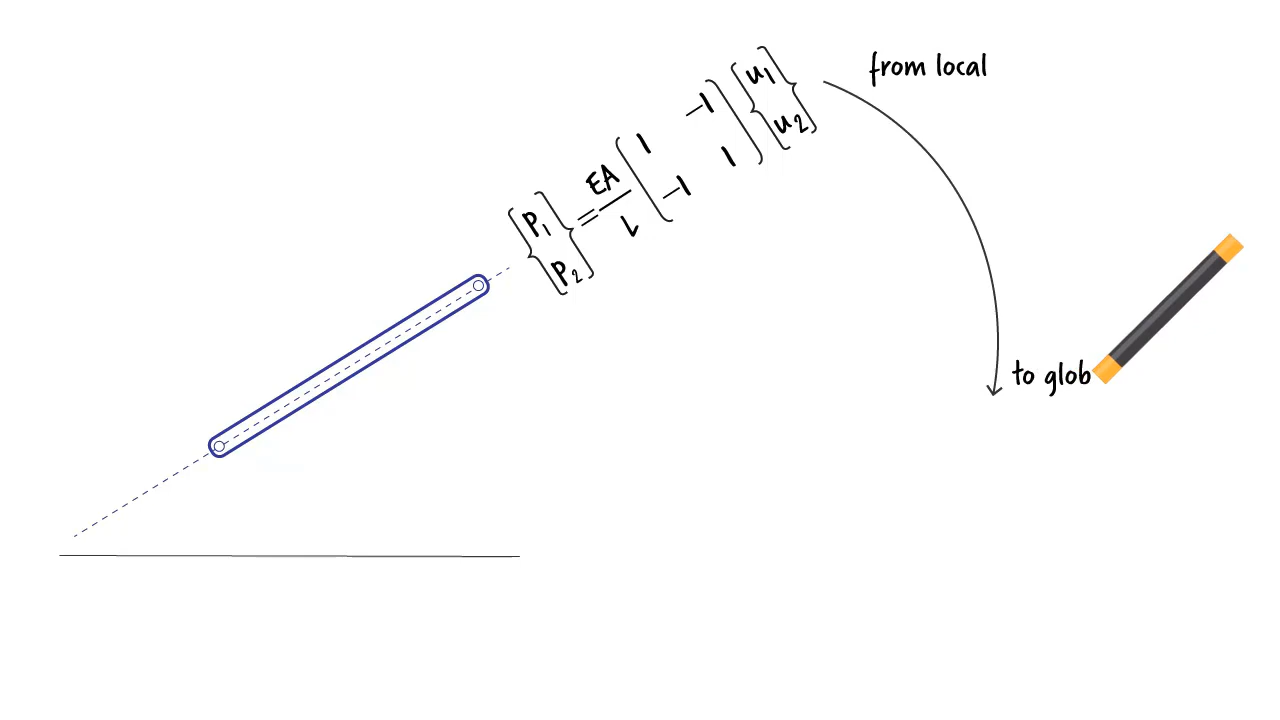 from local
{P1 P2} = EA/L (1 -1 -1 1) {u1 u2}
to glob